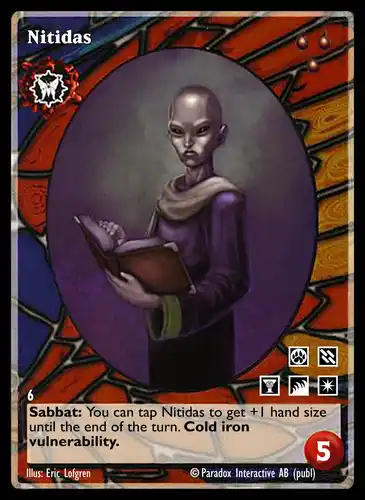 Nitidas
6
Sabbat: You can tap Nitidas to get +1 hand size
until the end of the turn. Cold iron
vulnerability.
5
Illus: Eric Lofgren © Paradox Interactive AB (publ)